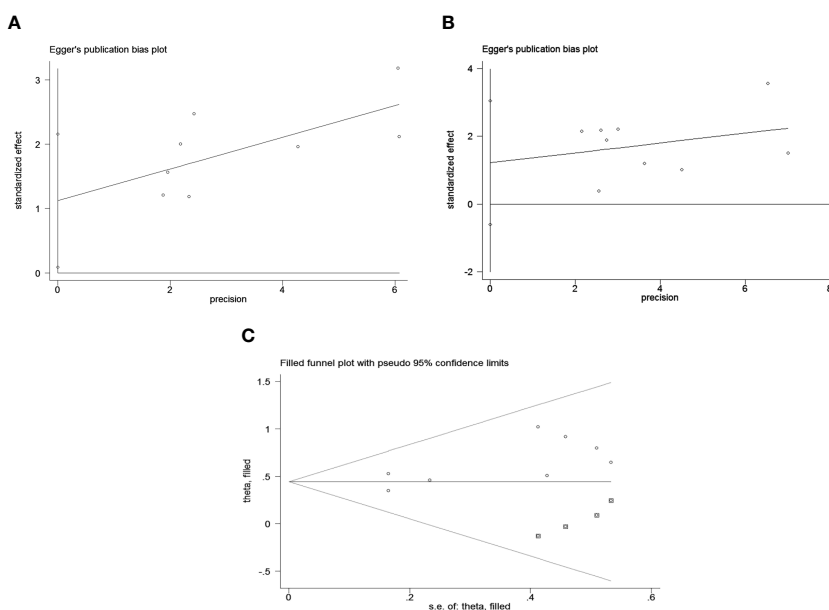 A
Egger's publication bias plot
standardized effect
3
2
1
0
0 2 4 6
precision
B
Egger's publication bias plot
standardized effect
4
2
0
-2
0 2 4 6 8
precision
C
Filled funnel plot with pseudo 95% confidence limits
theta, filled
1.5
1
.5
0
-.5
0 .2 .4 .6
s.e. of: theta, filled